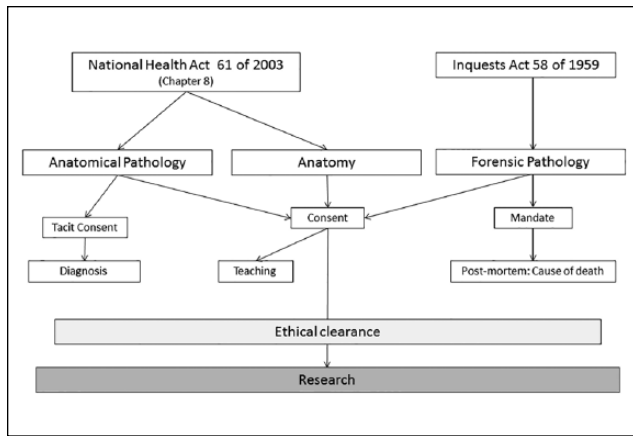 National Health Act 61 of 2003
(Chapter 8)
Inquests Act 58 of 1959
Anatomical Pathology
Anatomy
Forensic Pathology
Tacit Consent
Consent
Mandate
Diagnosis
Teaching
Post-mortem: Cause of death
Ethical clearance
Research